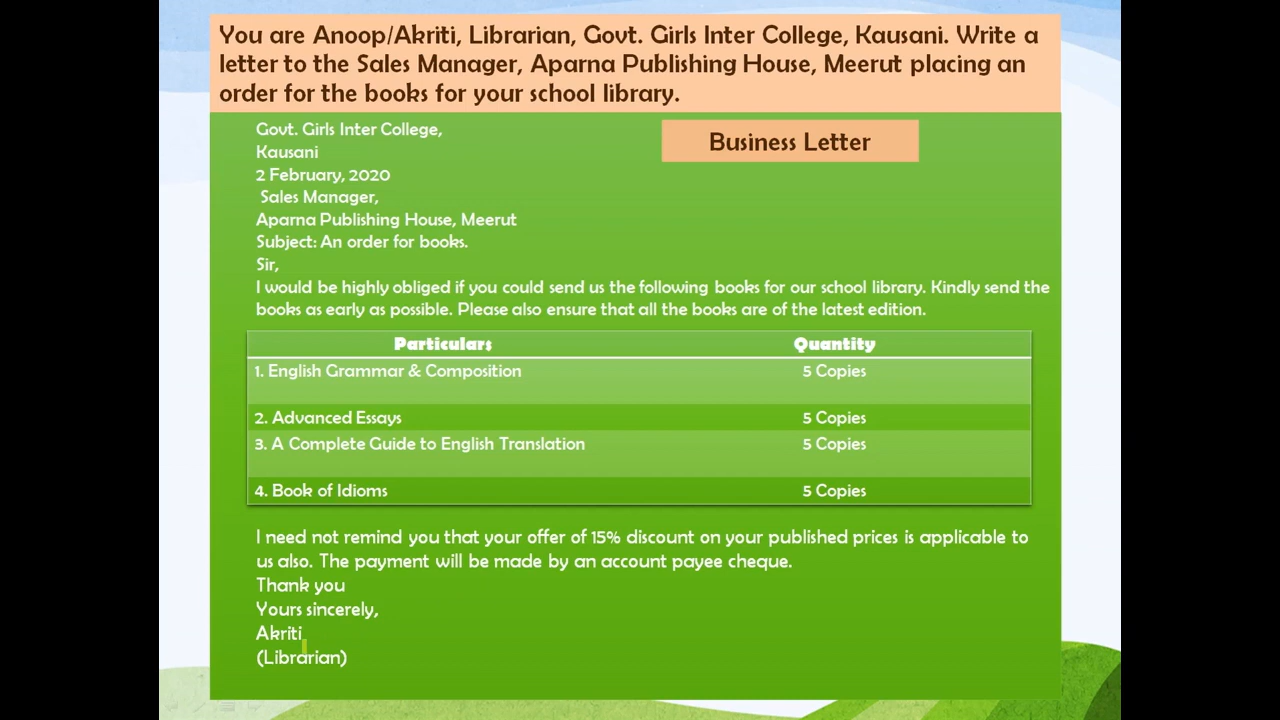 You are Anoop/Akriti, Librarian, Govt. Girls Inter College, Kausani. Write a
letter to the Sales Manager, Aparna Publishing House, Meerut placing an
order for the books for your school library.
Business Letter
Govt. Girls Inter College,
Kausani
2 February, 2020
Sales Manager,
Aparna Publishing House, Meerut
Subject: An order for books.
Sir,
I would be highly obliged if you could send us the following books for our school library. Kindly send the
books as early as possible. Please also ensure that all the books are of the latest edition.
Particulars Quantity
1. English Grammar & Composition 5 Copies
2. Advanced Essays 5 Copies
3. A Complete Guide to English Translation 5 Copies
4. Book of Idioms 5 Copies
I need not remind you that your offer of 15% discount on your published prices is applicable to
us also. The payment will be made by an account payee cheque.
Thank you
Yours sincerely,
Akriti
(Librarian)